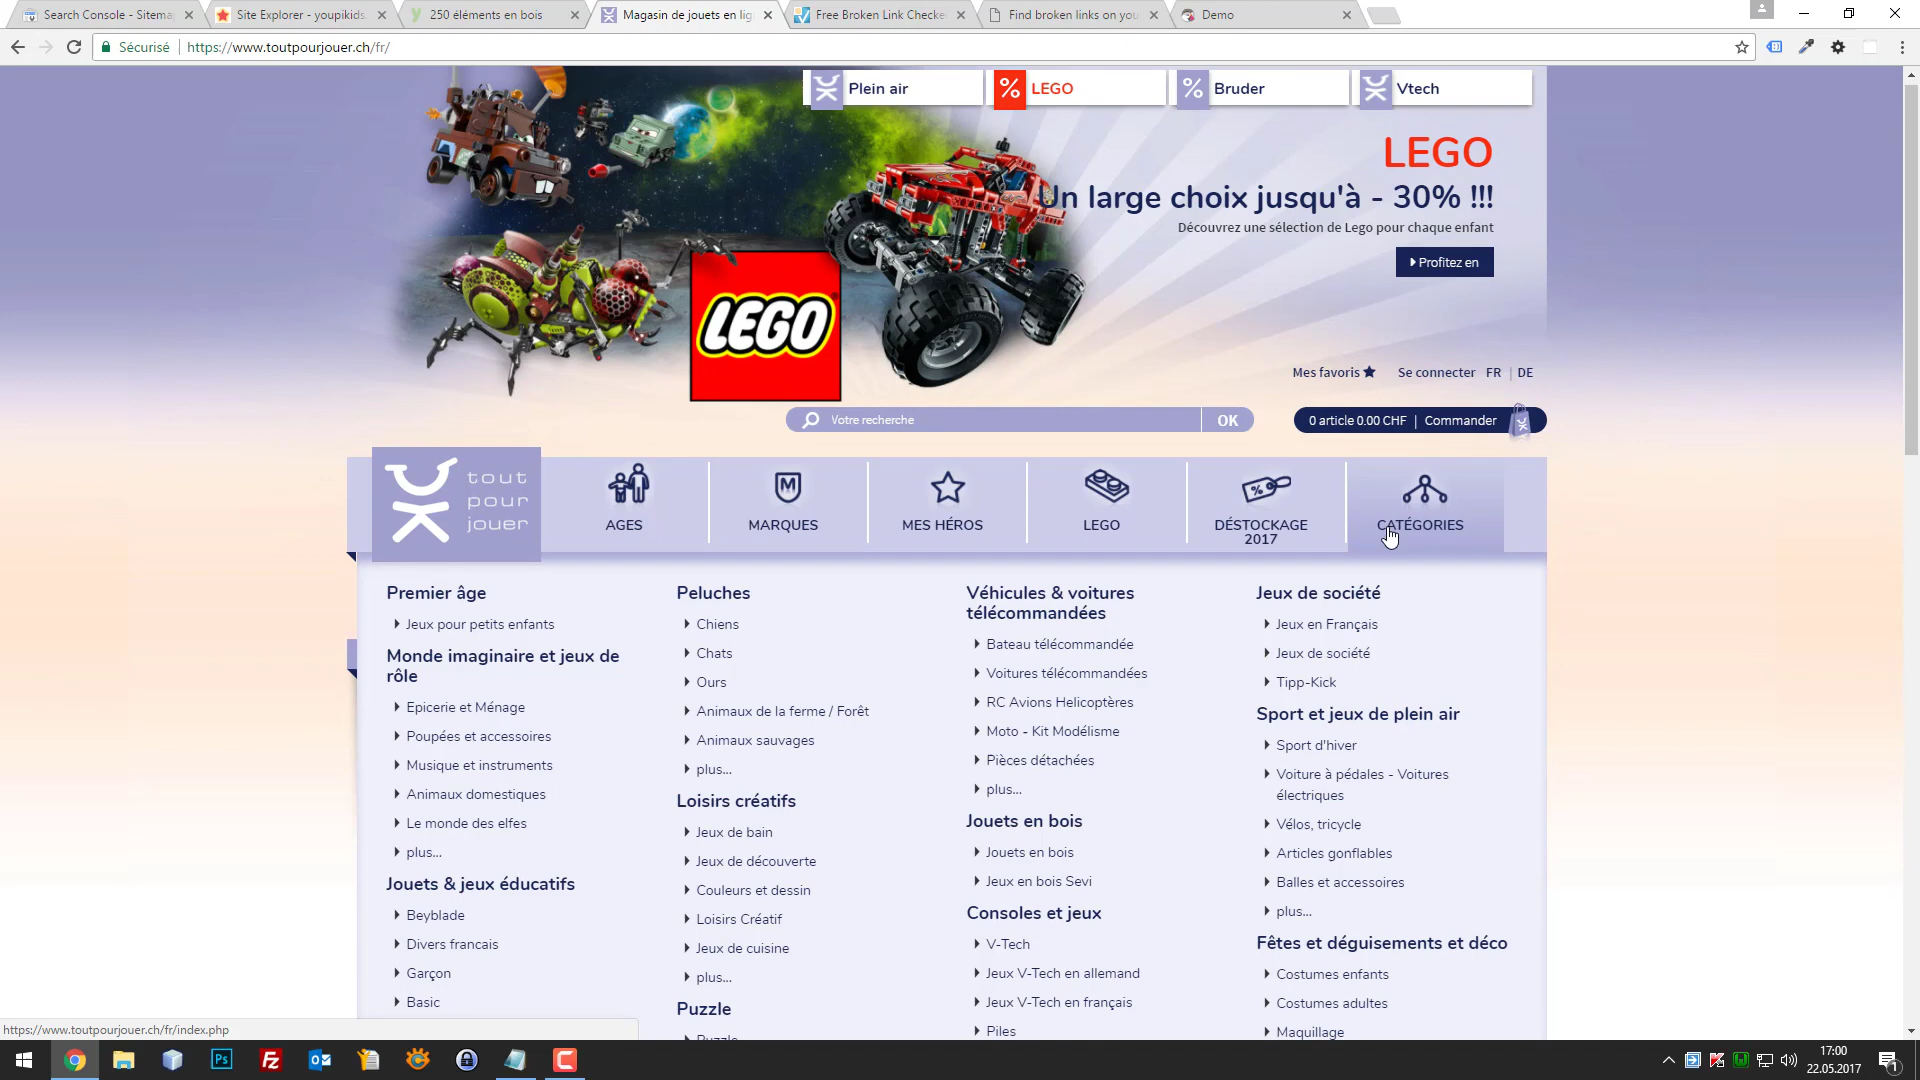 Search Console - Sitema
Site Explorer - youpikids
250 éléments en bois
Magasin de jouets en lig
Free Broken Link Checke
Find broken links on you
Demo
Sécurisé
https://www.toutpourjouer.ch/fr/
Plein air
% LEGO
% Bruder
Vtech
LEGO
Un large choix jusqu'à - 30% !!!
Découvrez une sélection de Lego pour chaque enfant
Profitez en
LEGO
Mes favoris
Se connecter
FR | DE
Votre recherche
OK
0 article 0.00 CHF | Commander
tout
pour
jouer
AGES
MARQUES
MES HÉROS
LEGO
DÉSTOCKAGE
2017
CATÉGORIES
Premier âge
Jeux pour petits enfants
Monde imaginaire et jeux de
rôle
Epicerie et Ménage
Poupées et accessoires
Musique et instruments
Animaux domestiques
Le monde des elfes
plus...
Jouets & jeux éducatifs
Beyblade
Divers francais
Garçon
Basic
Peluches
Chiens
Chats
Ours
Animaux de la ferme / Forêt
Animaux sauvages
plus...
Loisirs créatifs
Jeux de bain
Jeux de découverte
Couleurs et dessin
Loisirs Créatif
Jeux de cuisine
plus...
Puzzle
Puzzle
Véhicules & voitures
télécommandées
Bateau télécommandée
Voitures télécommandées
RC Avions Helicoptères
Moto - Kit Modélisme
Pièces détachées
plus...
Jouets en bois
Jouets en bois
Jeux en bois Sevi
Consoles et jeux
V-Tech
Jeux V-Tech en allemand
Jeux V-Tech en français
Piles
Jeux de société
Jeux en Français
Jeux de société
Tipp-Kick
Sport et jeux de plein air
Sport d'hiver
Voiture à pédales - Voitures
électriques
Vélos, tricycle
Articles gonflables
Balles et accessoires
plus...
Fêtes et déguisements et déco
Costumes enfants
Costumes adultes
Maquillage
https://www.toutpourjouer.ch/fr/index.php
17:00
22.05.2017